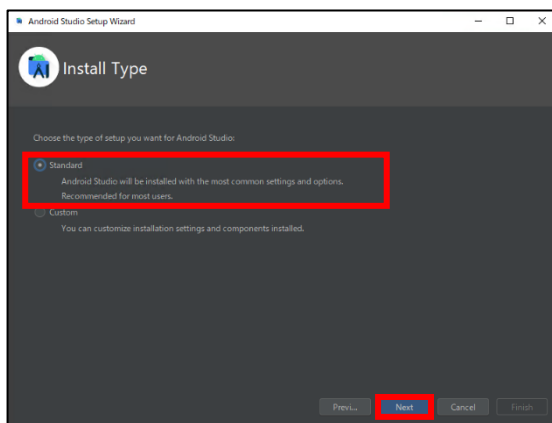 Android Studio Setup Wizard
Install Type
Choose the type of setup you want for Android Studio:
Standard
Android Studio will be installed with the most common settings and options.
Recommended for most users.
Custom
You can customize installation settings and components installed.
Previ... Next Cancel Finish